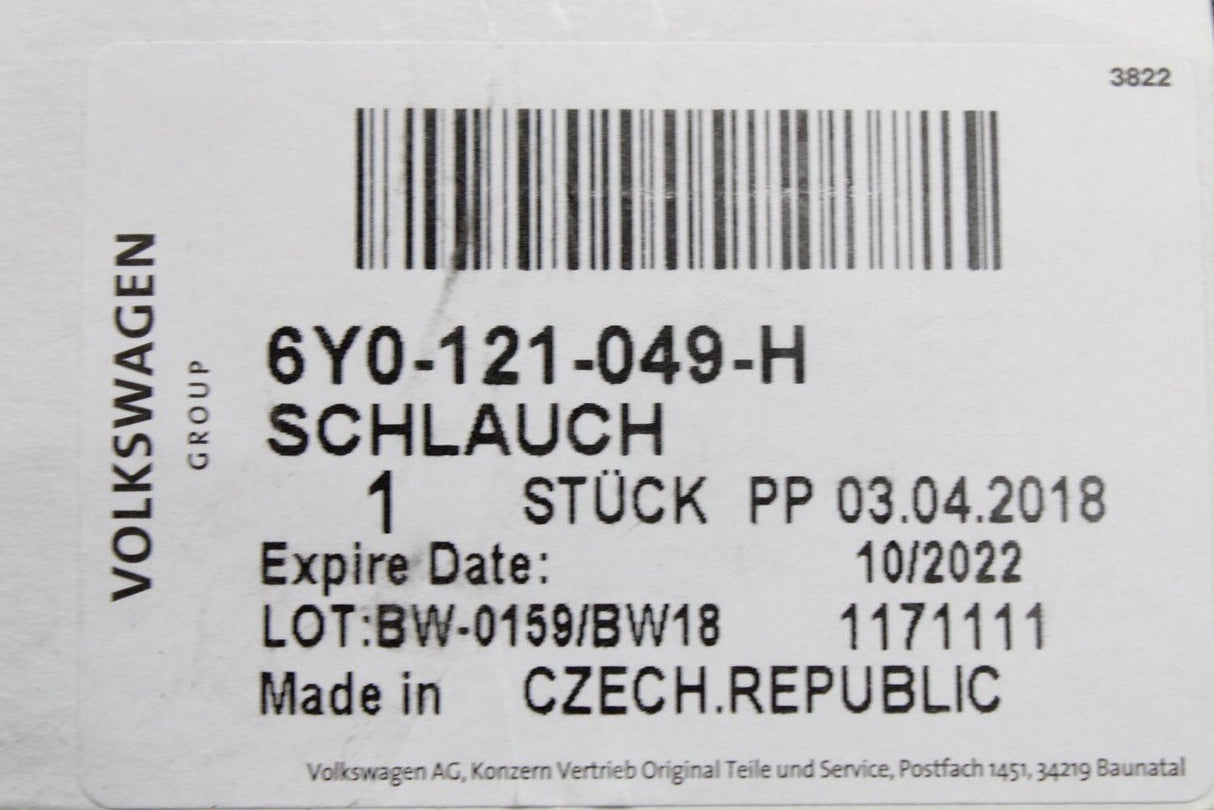 3822
VOLKSWAGEN
GROUP
6Y0-121-049-H
SCHLAUCH
1 STÜCK PP 03.04.2018
Expire Date: 10/2022
LOT:BW-0159/BW18 1171111
Made in CZECH.REPUBLIC
Volkswagen AG, Konzern Vertrieb Original Teile und Service, Postfach 1451, 34219 Baunatal